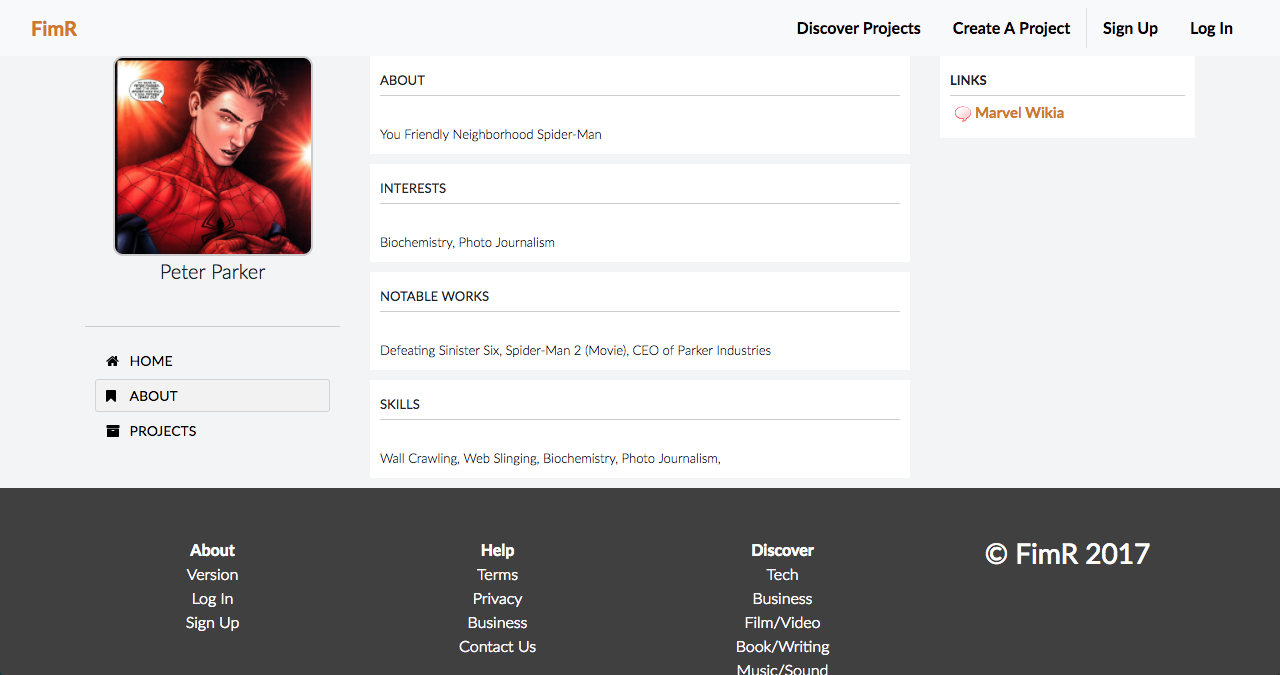 FimR
Discover Projects
Create A Project
Sign Up
Log In
Peter Parker
HOME
ABOUT
PROJECTS
ABOUT
You Friendly Neighborhood Spider-Man
INTERESTS
Biochemistry, Photo Journalism
NOTABLE WORKS
Defeating Sinister Six, Spider-Man 2 (Movie), CEO of Parker Industries
SKILLS
Wall Crawling, Web Slinging, Biochemistry, Photo Journalism,
LINKS
Marvel Wikia
About
Version
Log In
Sign Up
Help
Terms
Privacy
Business
Contact Us
Discover
Tech
Business
Film/Video
Book/Writing
Music/Sound
© FimR 2017